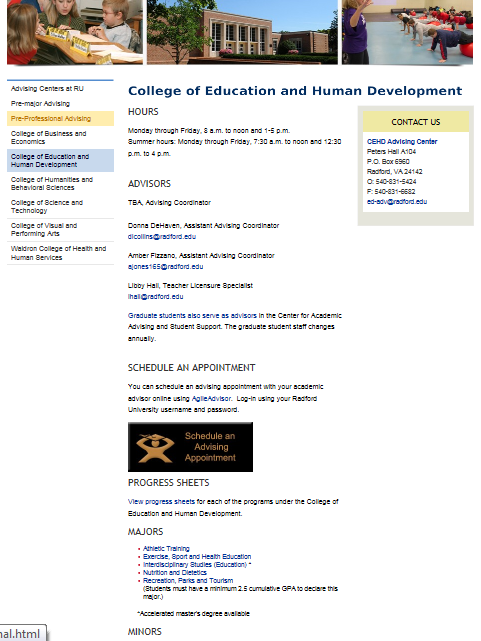 Advising Centers at RU
Pre-major Advising
Pre-Professional Advising
College of Business and
Economics
College of Education and
Human Development
College of Humanities and
Behavioral Sciences
College of Science and
Technology
College of Visual and
Performing Arts
Waldron College of Health and
Human Services
College of Education and Human Development
HOURS
Monday through Friday, 8 a.m. to noon and 1-5 p.m.
Summer hours: Monday through Friday, 7:30 a.m. to noon and 12:30
p.m. to 4 p.m.
ADVISORS
TBA, Advising Coordinator
Donna DeHaven, Assistant Advising Coordinator
dicollins@radford.edu
Amber Fizzano, Assistant Advising Coordinator
ajones165@radford.edu
Libby Hall, Teacher Licensure Specialist
lhall@radford.edu
Graduate students also serve as advisors in the Center for Academic
Advising and Student Support. The graduate student staff changes
annually.
SCHEDULE AN APPOINTMENT
You can schedule an advising appointment with your academic
advisor online using AgileAdvisor. Log-in using your Radford
University username and password.
Schedule an
Advising
Appointment
PROGRESS SHEETS
View progress sheets for each of the programs under the College of
Education and Human Development.
MAJORS
• Athletic Training
• Exercise, Sport and Health Education
• Interdisciplinary Studies (Education) *
• Nutrition and Dietetics
• Recreation, Parks and Tourism
(Students must have a minimum 2.5 cumulative GPA to declare this
major.)
*Accelerated master's degree available
MINORS
CONTACT US
CEHD Advising Center
Peters Hall A104
P.O. Box 6960
Radford, VA 24142
O: 540-831-5424
F: 540-831-6682
ed-adv@radford.edu
nal.html